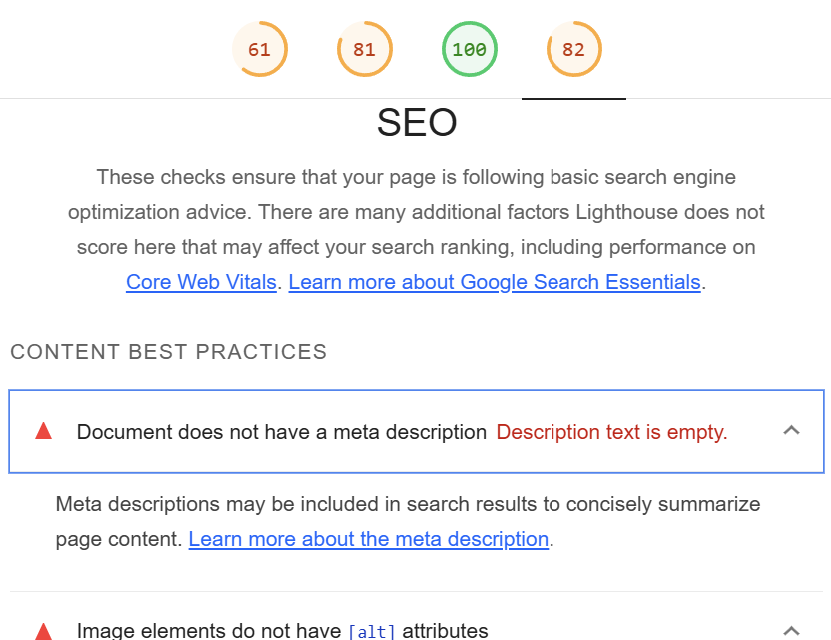 61 81 100 82
SEO
These checks ensure that your page is following basic search engine
optimization advice. There are many additional factors Lighthouse does not
score here that may affect your search ranking, including performance on
Core Web Vitals. Learn more about Google Search Essentials.
CONTENT BEST PRACTICES
Document does not have a meta description Description text is empty.
Meta descriptions may be included in search results to concisely summarize
page content. Learn more about the meta description.
Image elements do not have [alt] attributes